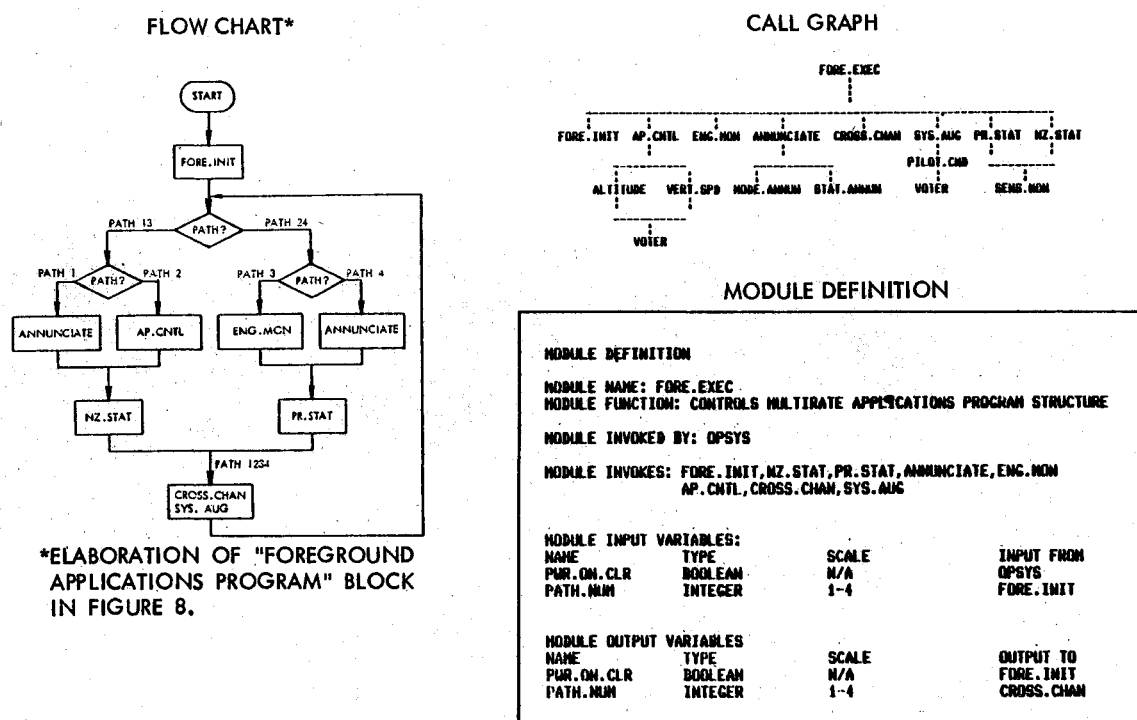 FLOW CHART*
START
FORE.INIT
PATH?
PATH 13
PATH 24
PATH 1
PATH?
PATH 2
PATH 3
PATH?
PATH 4
ANNUNCIATE
AP.CNTL
ENG.MCN
ANNUNCIATE
NZ.STAT
PR.STAT
PATH 1234
CROSS.CHAN
SYS. AUG
*ELABORATION OF "FOREGROUND
APPLICATIONS PROGRAM" BLOCK
IN FIGURE 8.
CALL GRAPH
FORE.EXEC
FORE.INIT AP.CNTL ENG.MON ANNUNCIATE CROSS.CHAN SYS.AUG PR.STAT NZ.STAT
PILOT.CMD
ALTITUDE VERT.SPD MODE.ANNUN STAT.ANNUN VOTER SENS.MON
VOTER
MODULE DEFINITION
MODULE DEFINITION
MODULE NAME: FORE.EXEC
MODULE FUNCTION: CONTROLS MULTIRATE APPLICATIONS PROGRAM STRUCTURE
MODULE INVOKED BY: OPSYS
MODULE INVOKES: FORE.INIT,NZ.STAT,PR.STAT,ANNUNCIATE,ENG.MON
AP.CNTL,CROSS.CHAN,SYS.AUG
MODULE INPUT VARIABLES:
NAME TYPE SCALE INPUT FROM
PWR.ON.CLR BOOLEAN N/A OPSYS
PATH.NUM INTEGER 1-4 FORE.INIT
MODULE OUTPUT VARIABLES
NAME TYPE SCALE OUTPUT TO
PWR.ON.CLR BOOLEAN N/A FORE.INIT
PATH.NUM INTEGER 1-4 CROSS.CHAN